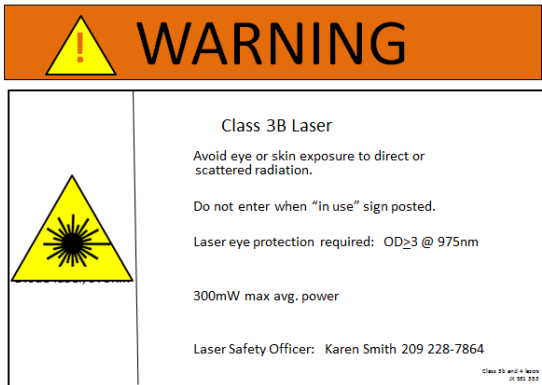 ! WARNING
Class 3B Laser
Avoid eye or skin exposure to direct or
scattered radiation.
Do not enter when “in use” sign posted.
Laser eye protection required: OD≥3 @ 975nm
300mW max avg. power
Laser Safety Officer: Karen Smith 209 228-7864
Class 3b and 4 lasers